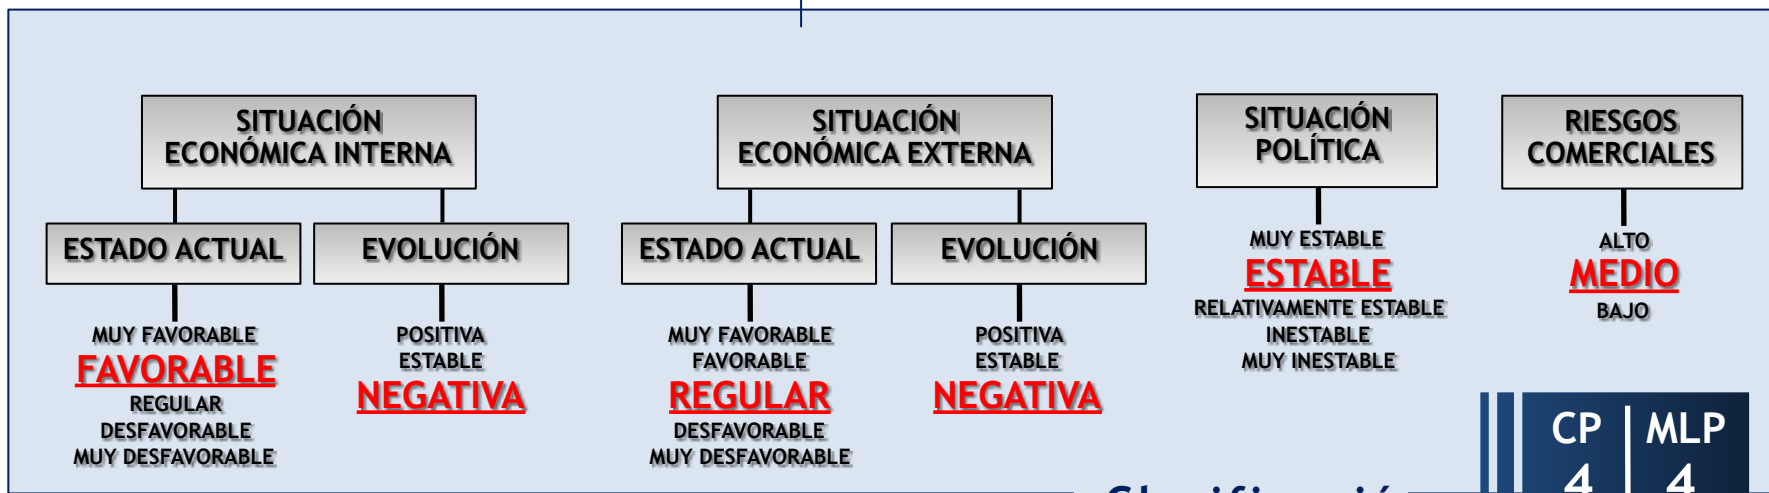 SITUACIÓN
ECONÓMICA INTERNA
ESTADO ACTUAL
MUY FAVORABLE
FAVORABLE
REGULAR
DESFAVORABLE
MUY DESFAVORABLE
EVOLUCIÓN
POSITIVA
ESTABLE
NEGATIVA
SITUACIÓN
ECONÓMICA EXTERNA
ESTADO ACTUAL
MUY FAVORABLE
FAVORABLE
REGULAR
DESFAVORABLE
MUY DESFAVORABLE
EVOLUCIÓN
POSITIVA
ESTABLE
NEGATIVA
SITUACIÓN
POLÍTICA
MUY ESTABLE
ESTABLE
RELATIVAMENTE ESTABLE
INESTABLE
MUY INESTABLE
RIESGOS
COMERCIALES
ALTO
MEDIO
BAJO
CP MLP
4 4